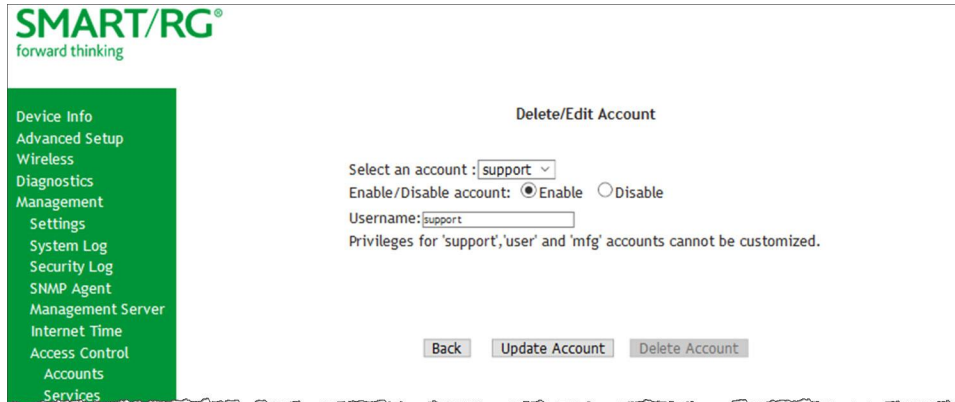 SMART/RG®
forward thinking
Device Info
Advanced Setup
Wireless
Diagnostics
Management
Settings
System Log
Security Log
SNMP Agent
Management Server
Internet Time
Access Control
Accounts
Services
Delete/Edit Account
Select an account : support
Enable/Disable account: Enable Disable
Username: support
Privileges for 'support','user' and 'mfg' accounts cannot be customized.
Back Update Account Delete Account